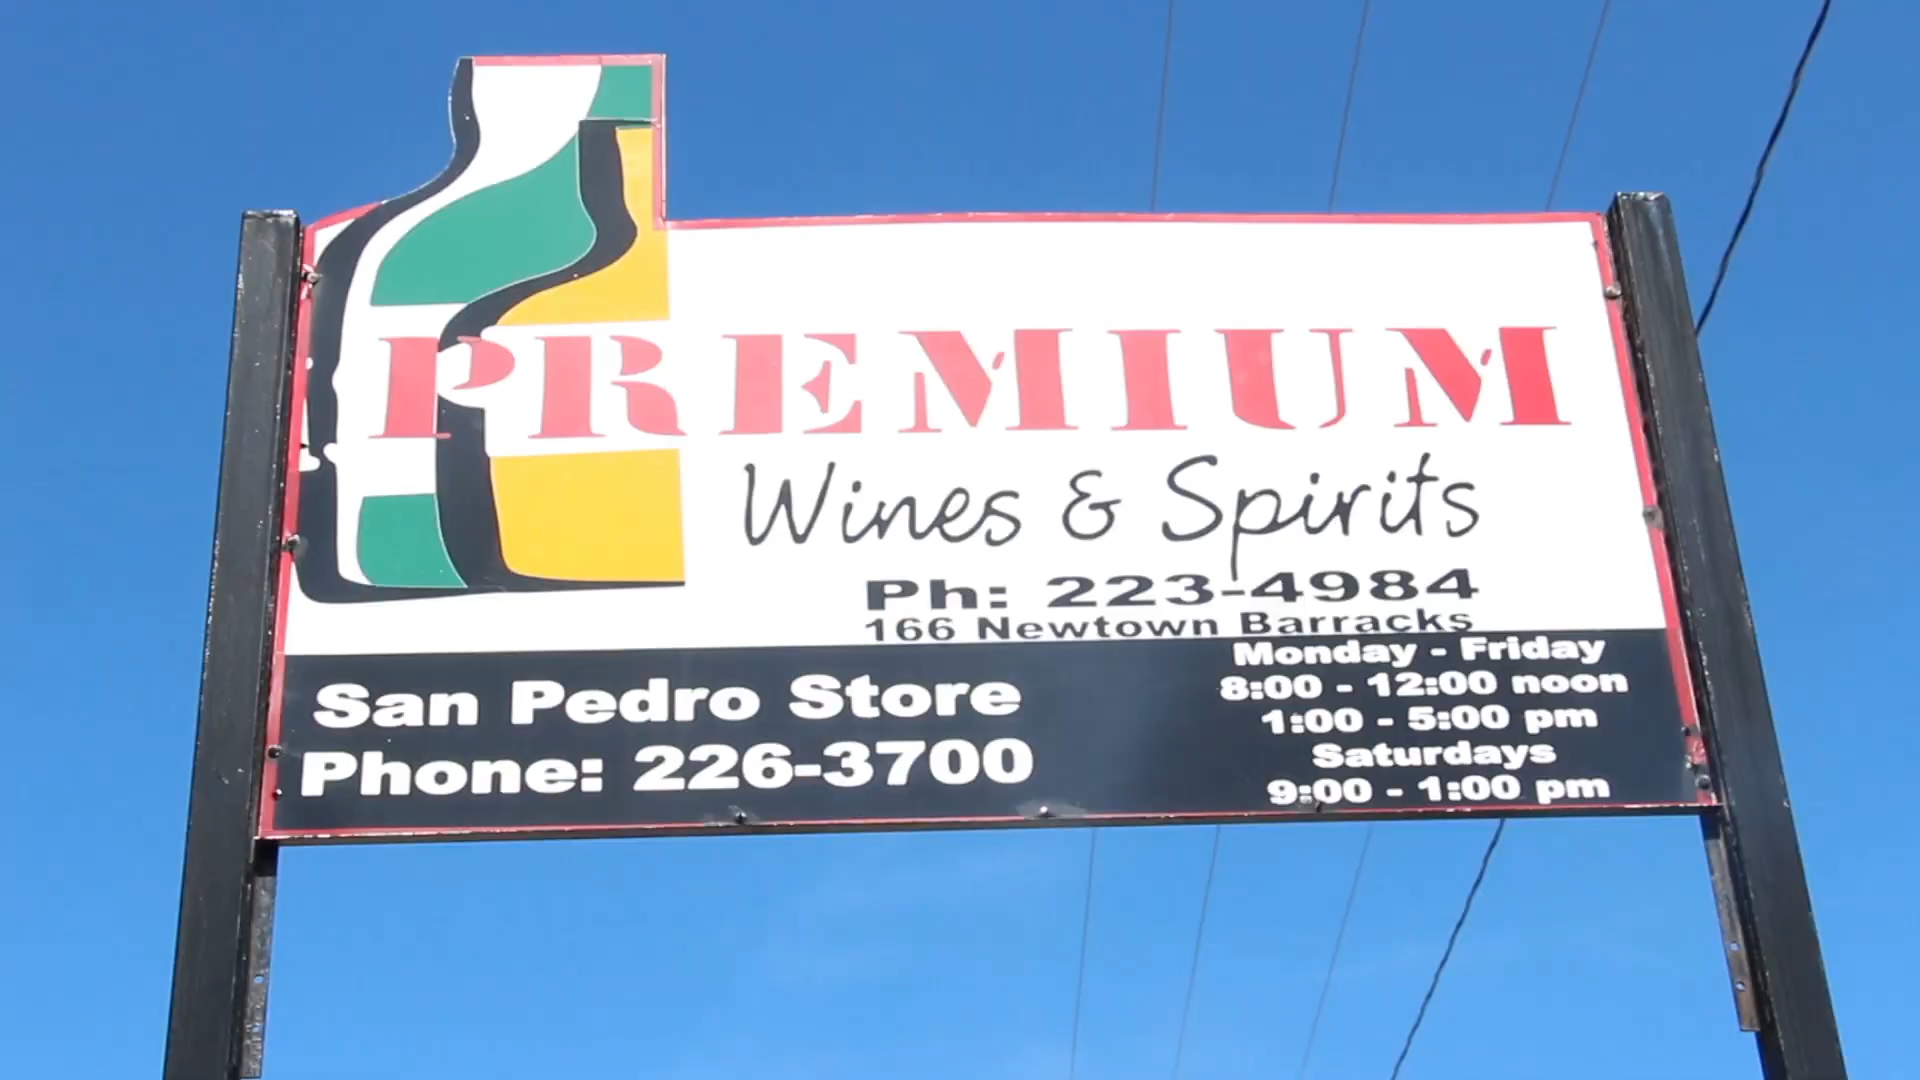 PREMIUM
Wines & Spirits
Ph: 223-4984
166 Newtown Barracks
San Pedro Store
Phone: 226-3700
Monday - Friday
8:00 - 12:00 noon
1:00 - 5:00 pm
Saturdays
9:00 - 1:00 pm